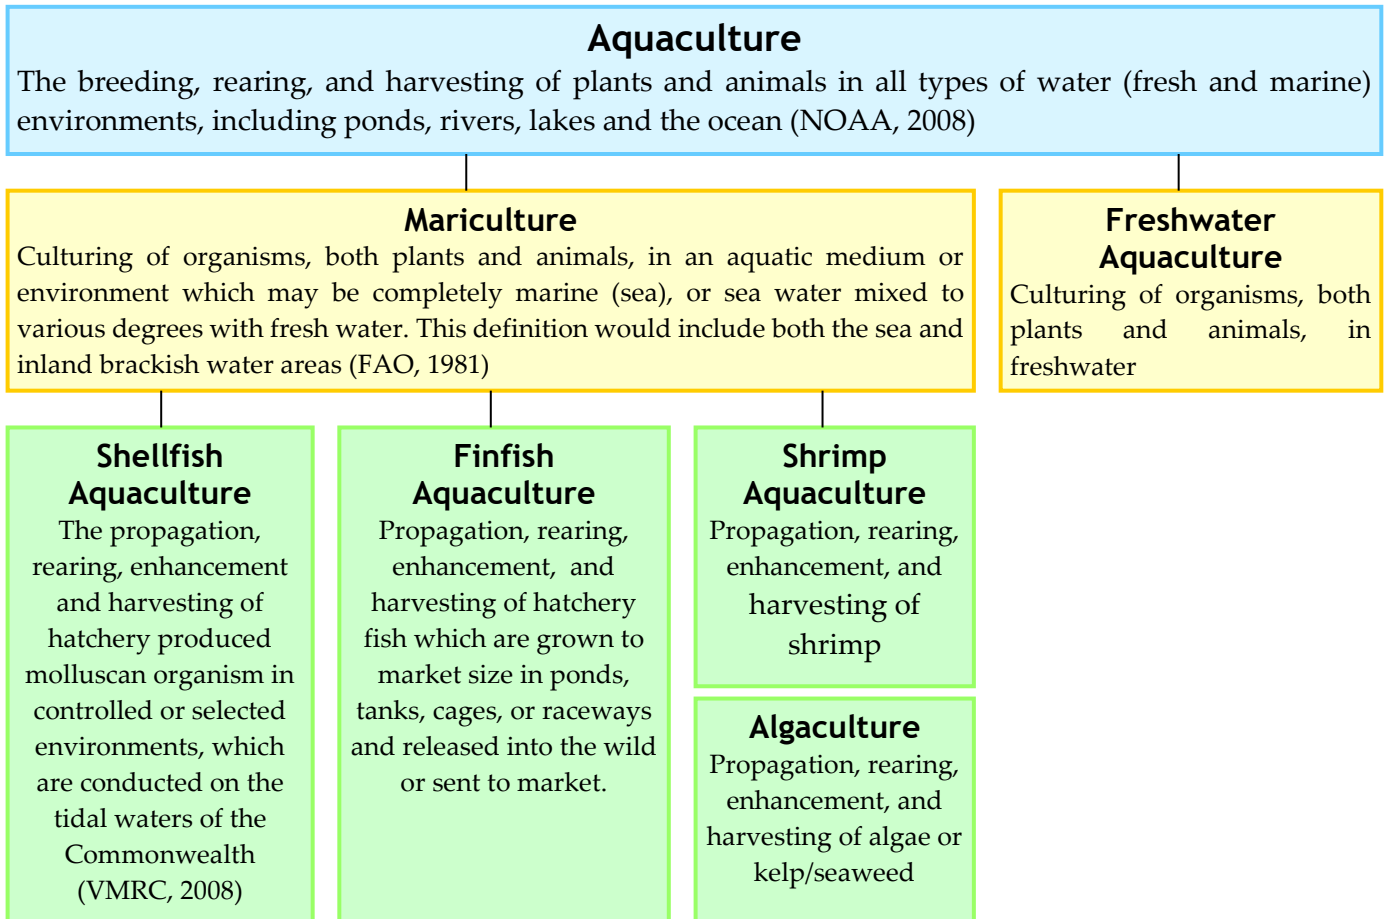 Aquaculture
The breeding, rearing, and harvesting of plants and animals in all types of water (fresh and marine)
environments, including ponds, rivers, lakes and the ocean (NOAA, 2008)
Mariculture
Culturing of organisms, both plants and animals, in an aquatic medium or
environment which may be completely marine (sea), or sea water mixed to
various degrees with fresh water. This definition would include both the sea and
inland brackish water areas (FAO, 1981)
Freshwater
Aquaculture
Culturing of organisms, both
plants and animals, in
freshwater
Shellfish
Aquaculture
The propagation,
rearing, enhancement
and harvesting of
hatchery produced
molluscan organism in
controlled or selected
environments, which
are conducted on the
tidal waters of the
Commonwealth
(VMRC, 2008)
Finfish
Aquaculture
Propagation, rearing,
enhancement, and
harvesting of hatchery
fish which are grown to
market size in ponds,
tanks, cages, or raceways
and released into the wild
or sent to market.
Shrimp
Aquaculture
Propagation, rearing,
enhancement, and
harvesting of
shrimp
Algaculture
Propagation, rearing,
enhancement, and
harvesting of algae or
kelp/seaweed